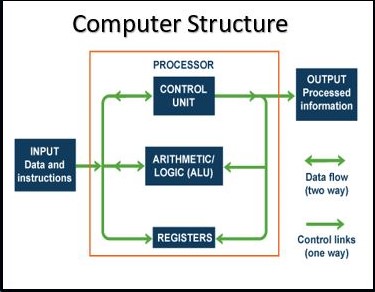 Computer Structure
PROCESSOR
CONTROL
UNIT
OUTPUT
Processed
information
INPUT
Data and
instructions
ARITHMETIC/
LOGIC (ALU)
REGISTERS
Data flow
(two way)
Control links
(one way)